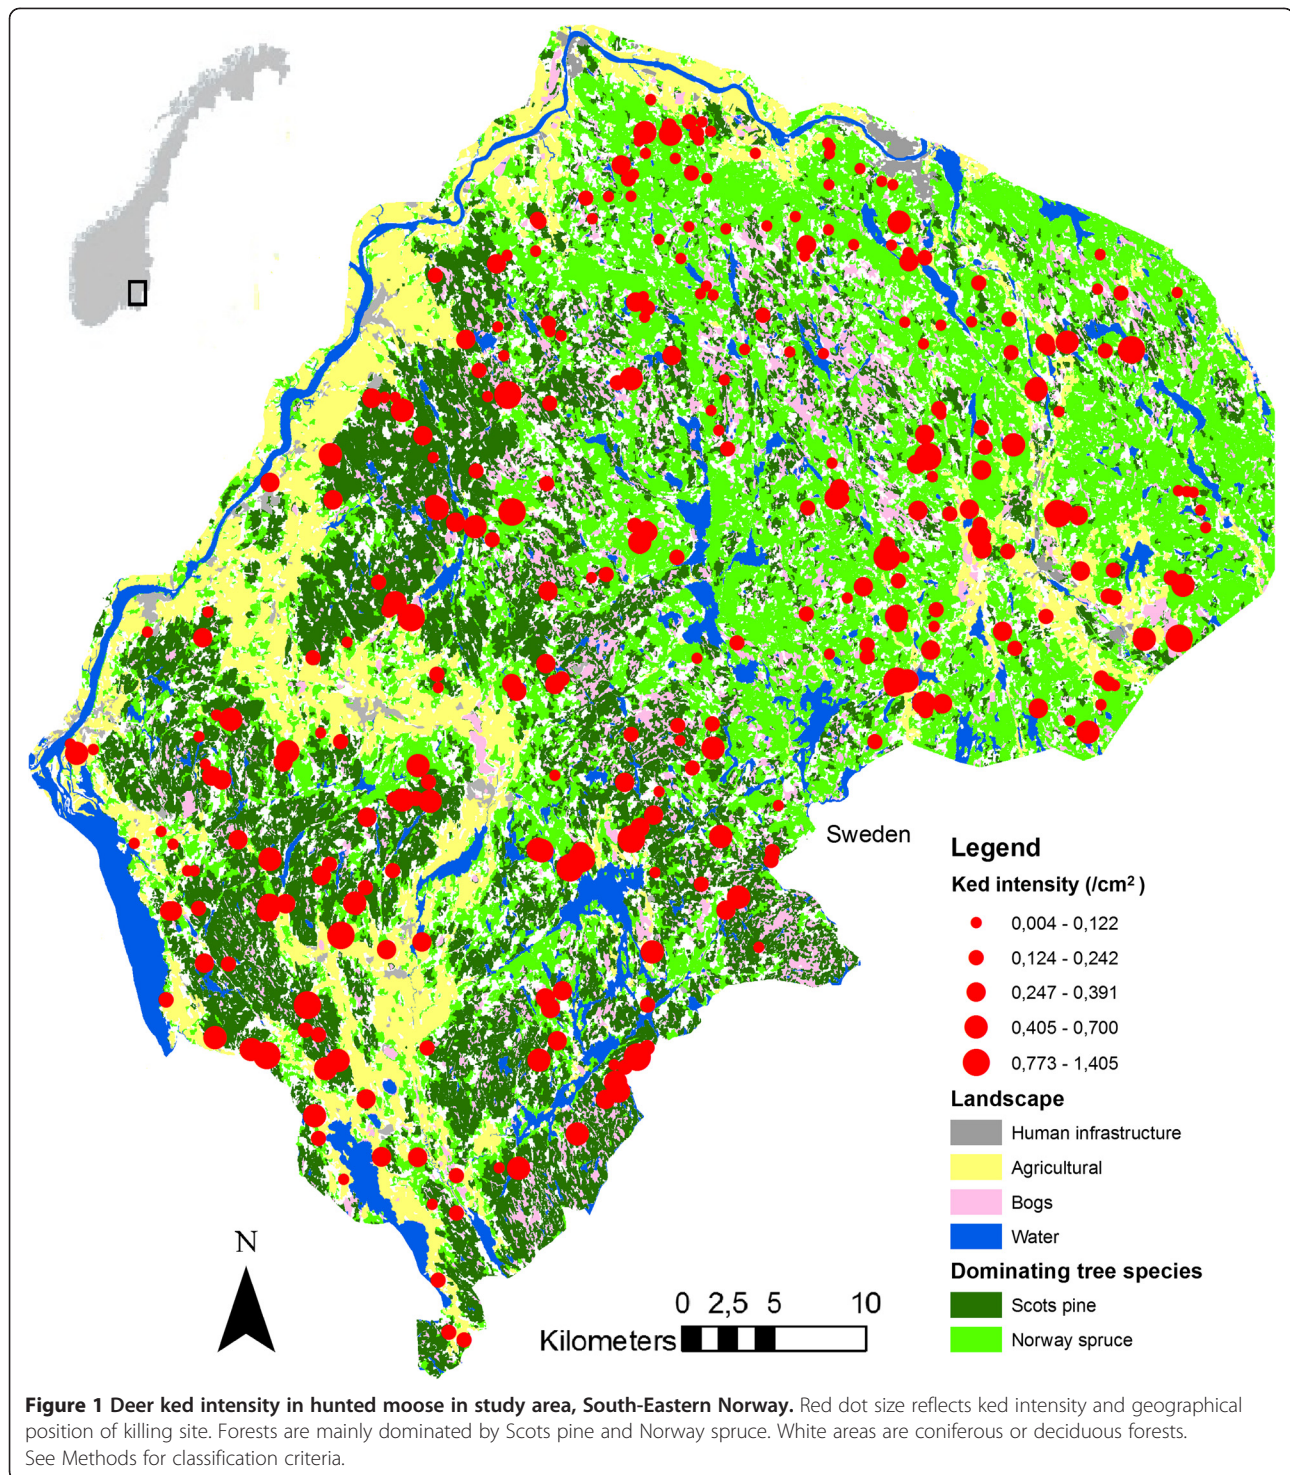 Sweden
Legend
Ked intensity (/cm²)
0,004 - 0,122
0,124 - 0,242
0,247 - 0,391
0,405 - 0,700
0,773 - 1,405
Landscape
Human infrastructure
Agricultural
Bogs
Water
Dominating tree species
Scots pine
Norway spruce
N
0 2,5 5 10
Kilometers
Figure 1 Deer ked intensity in hunted moose in study area, South-Eastern Norway. Red dot size reflects ked intensity and geographical
position of killing site. Forests are mainly dominated by Scots pine and Norway spruce. White areas are coniferous or deciduous forests.
See Methods for classification criteria.